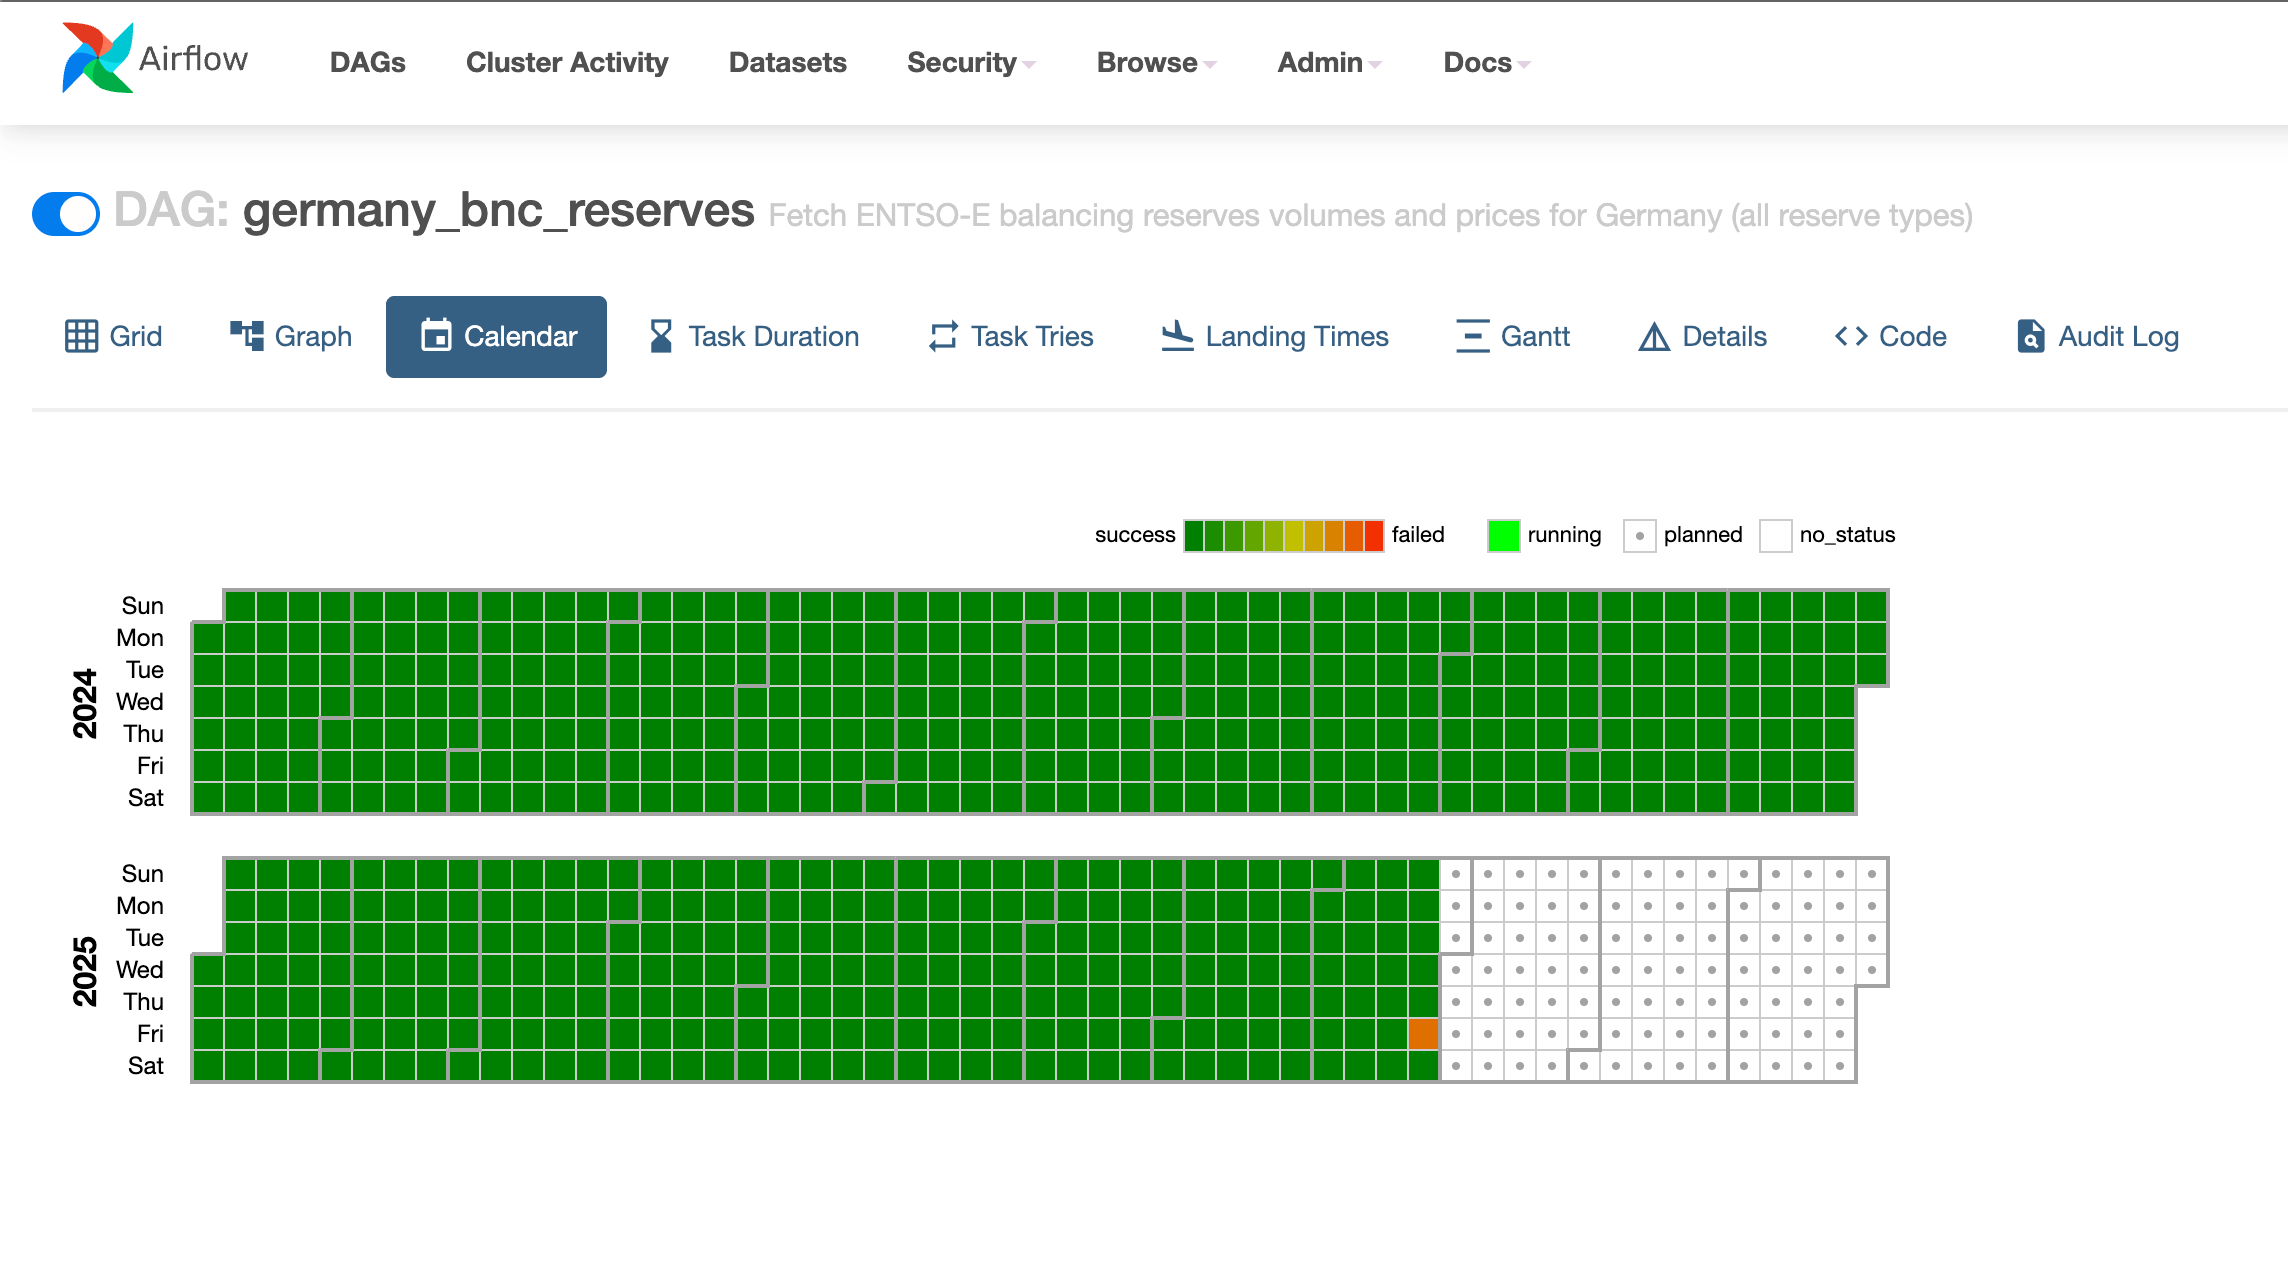 Airflow DAGs Cluster Activity Datasets Security Browse Admin Docs
DAG: germany_bnc_reserves Fetch ENTSO-E balancing reserves volumes and prices for Germany (all reserve types)
Grid Graph Calendar Task Duration Task Tries Landing Times Gantt Details Code Audit Log
success failed running planned no_status
2024
Sun
Mon
Tue
Wed
Thu
Fri
Sat
2025
Sun
Mon
Tue
Wed
Thu
Fri
Sat